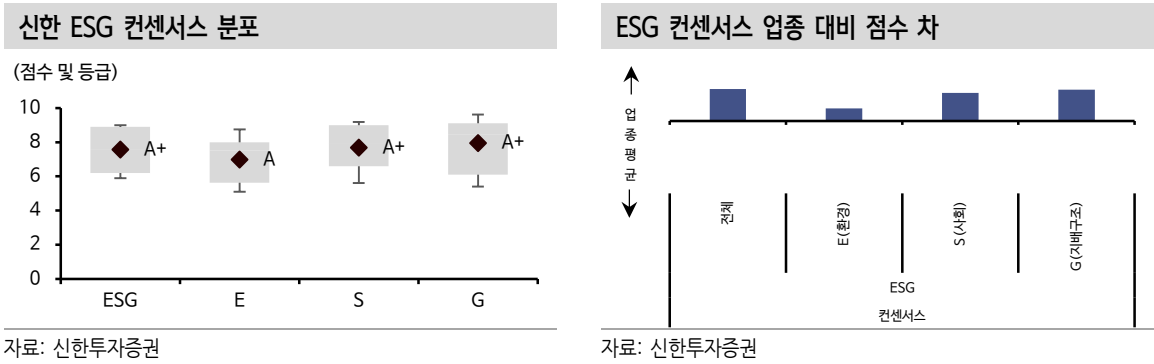 신한 ESG 컨센서스 분포
(점수 및 등급)
10
8
6
4
2
0
A+
A
A+
A+
ESG E S G
자료: 신한투자증권
ESG 컨센서스 업종 대비 점수 차
업종평균
전체
E(환경)
S(사회)
G(지배구조)
ESG
컨센서스
자료: 신한투자증권